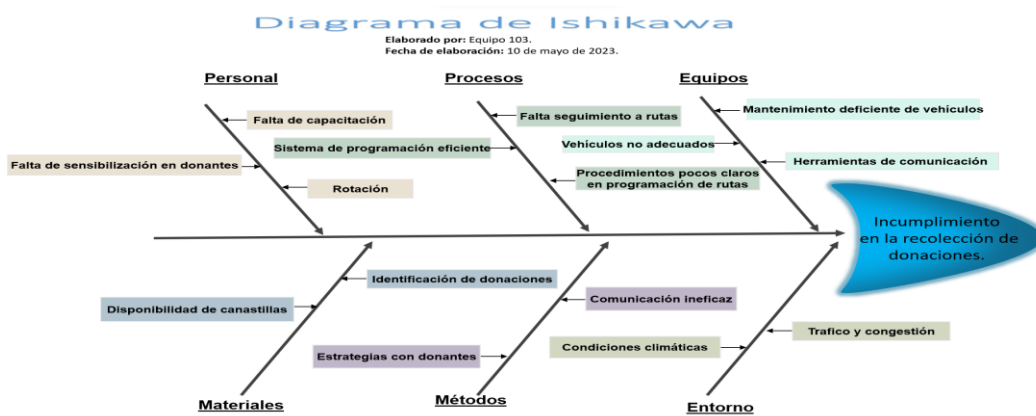 Diagrama de Ishikawa
Elaborado por: Equipo 103.
Fecha de elaboración: 10 de mayo de 2023.
Personal
Procesos
Equipos
Falta de capacitación
Falta de sensibilización en donantes
Rotación
Falta seguimiento a rutas
Sistema de programación eficiente
Procedimientos pocos claros
en programación de rutas
Mantenimiento deficiente de vehículos
Vehículos no adecuados
Herramientas de comunicación
Incumplimiento
en la recolección de
donaciones.
Identificación de donaciones
Disponibilidad de canastillas
Comunicación ineficaz
Estrategias con donantes
Trafico y congestión
Condiciones climáticas
Materiales
Métodos
Entorno